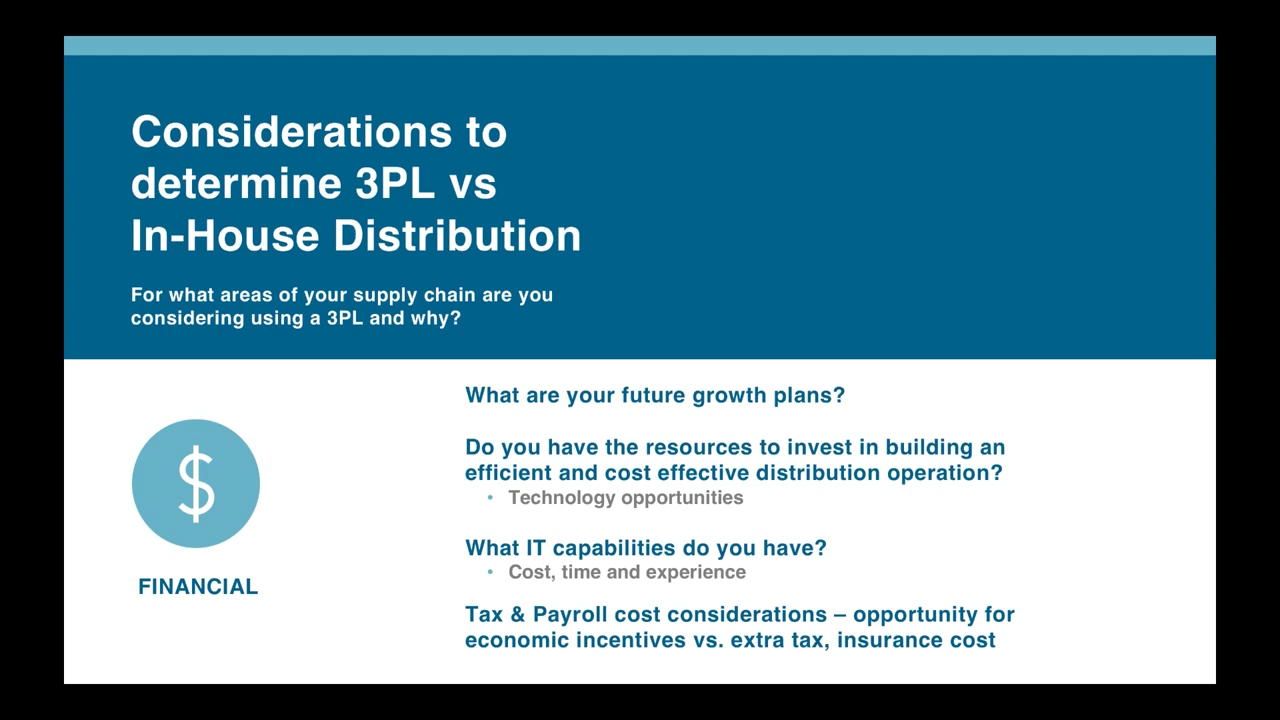 Considerations to
determine 3PL vs
In-House Distribution
For what areas of your supply chain are you
considering using a 3PL and why?
$
FINANCIAL
What are your future growth plans?
Do you have the resources to invest in building an
efficient and cost effective distribution operation?
• Technology opportunities
What IT capabilities do you have?
• Cost, time and experience
Tax & Payroll cost considerations – opportunity for
economic incentives vs. extra tax, insurance cost